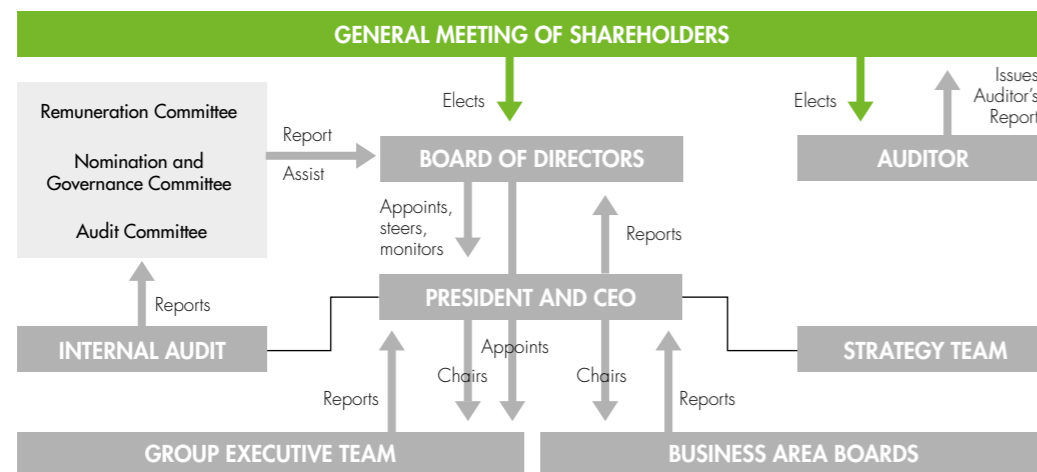 GENERAL MEETING OF SHAREHOLDERS
Remuneration Committee
Nomination and
Governance Committee
Audit Committee
Report
Assist
Elects
Elects
Issues
Auditor's
Report
BOARD OF DIRECTORS
AUDITOR
Appoints,
steers,
monitors
Reports
Reports
PRESIDENT AND CEO
INTERNAL AUDIT
STRATEGY TEAM
Appoints
Chairs
Chairs
Reports
Reports
GROUP EXECUTIVE TEAM
BUSINESS AREA BOARDS